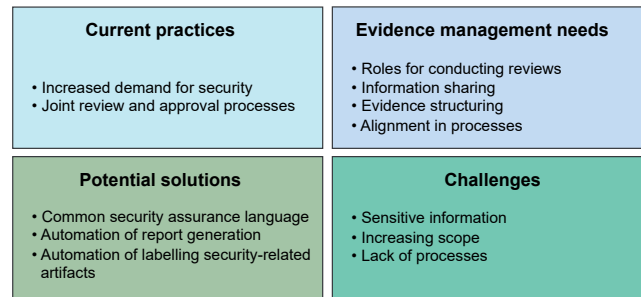 Current practices
• Increased demand for security
• Joint review and approval processes
Evidence management needs
• Roles for conducting reviews
• Information sharing
• Evidence structuring
• Alignment in processes
Potential solutions
• Common security assurance language
• Automation of report generation
• Automation of labelling security-related
artifacts
Challenges
• Sensitive information
• Increasing scope
• Lack of processes